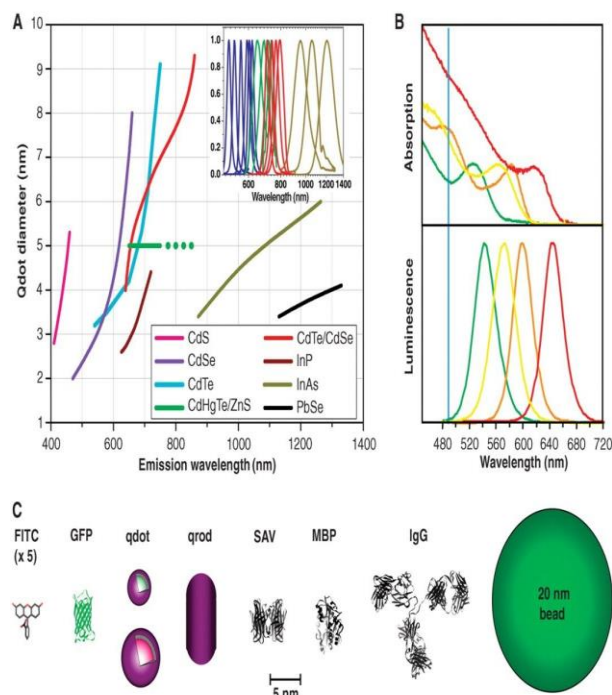 A
Qdot diameter (nm)
10
9
8
7
6
5
4
3
2
1
400 600 800 1000 1200 1400
Emission wavelength (nm)
1.0
0.8
0.6
0.4
0.2
0.0
600 800 1000 1200 1400
Wavelength (nm)
CdS
CdSe
CdTe
CdHgTe/ZnS
CdTe/CdSe
InP
InAs
PbSe
B
Absorption
Luminescence
480 520 560 600 640 680 720
Wavelength (nm)
C
FITC
(x 5)
GFP
qdot
qrod
SAV
MBP
IgG
20 nm
bead
5 nm